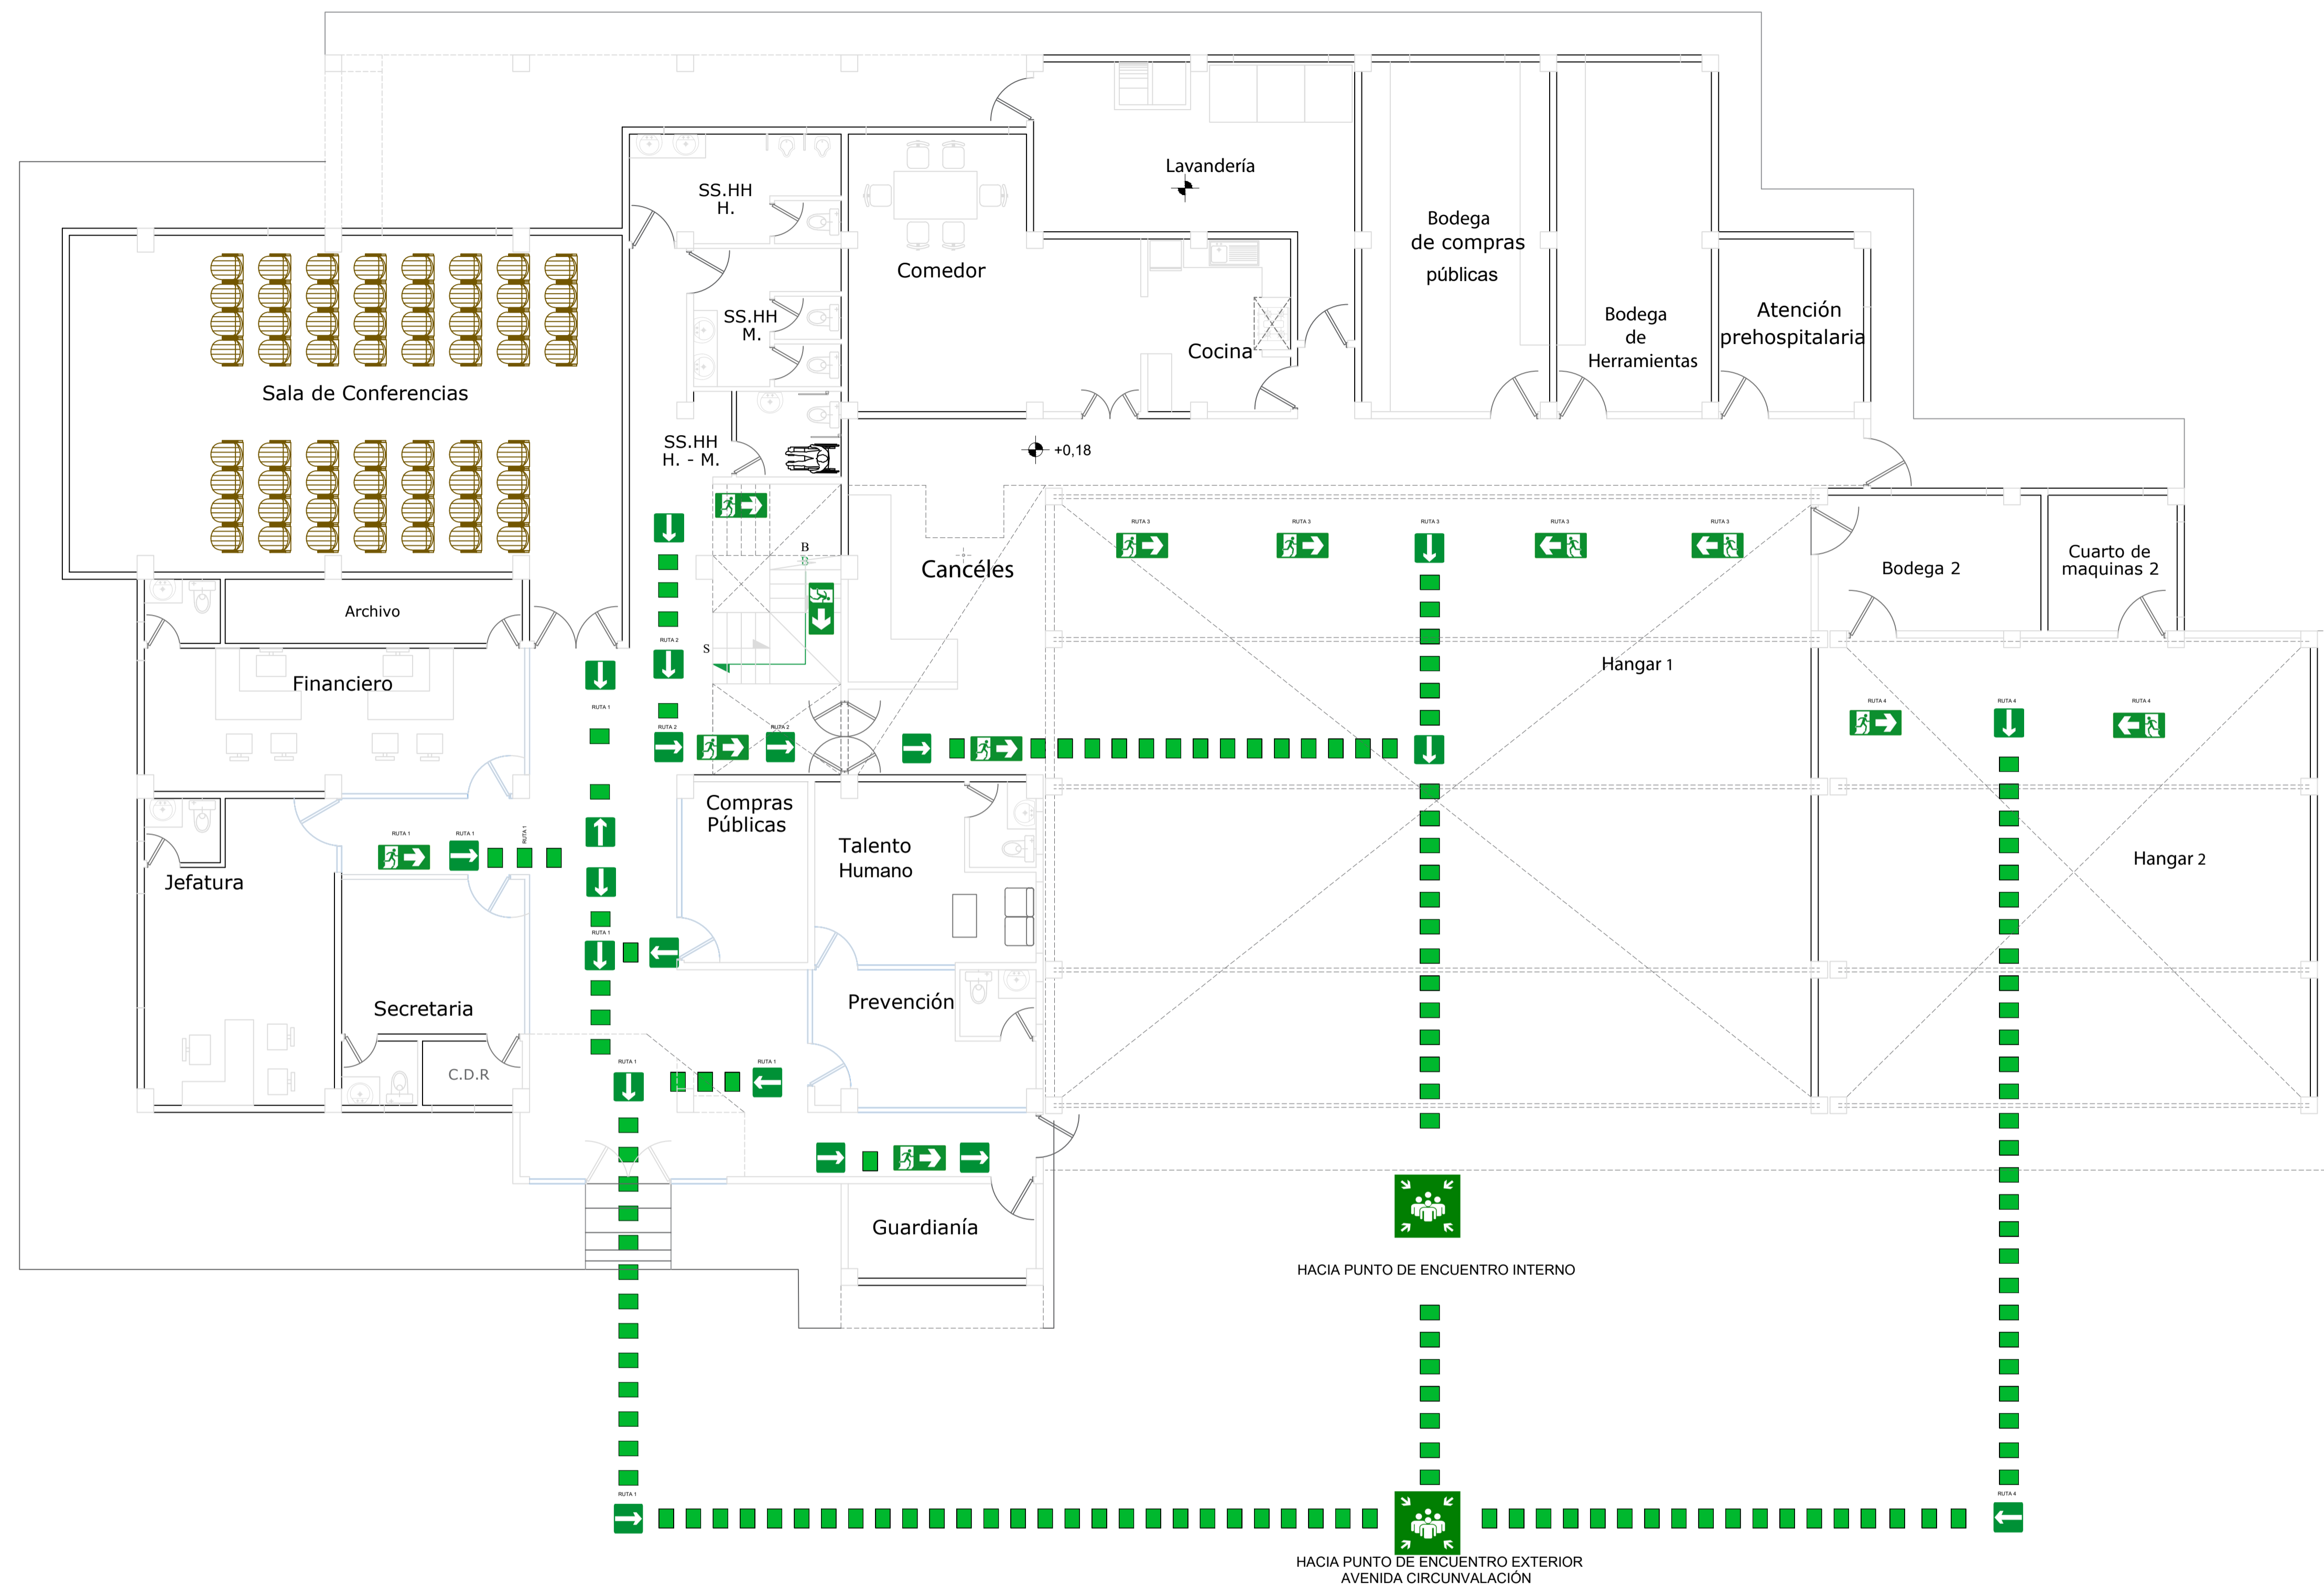 Lavandería
SS.HH
H.
Bodega
de compras
públicas
Comedor
Atención
prehospitalaria
Bodega
de
Herramientas
SS.HH
M.
Cocina
Sala de Conferencias
SS.HH
H. - M.
+0,18
RUTA 3
RUTA 3
RUTA 3
RUTA 3
RUTA 3
B
B
Cancéles
Bodega 2
Cuarto de
maquinas 2
Archivo
RUTA 2
S
Hangar 1
Financiero
RUTA 1
RUTA 4
RUTA 4
RUTA 4
RUTA 2
RUTA 2
Compras
Públicas
RUTA 1
RUTA 1
RUTA 1
Talento
Humano
Hangar 2
Jefatura
RUTA 1
Secretaria
Prevención
C.D.R
RUTA 1
RUTA 1
Guardianía
HACIA PUNTO DE ENCUENTRO INTERNO
RUTA 1
RUTA 4
HACIA PUNTO DE ENCUENTRO EXTERIOR
AVENIDA CIRCUNVALACIÓN